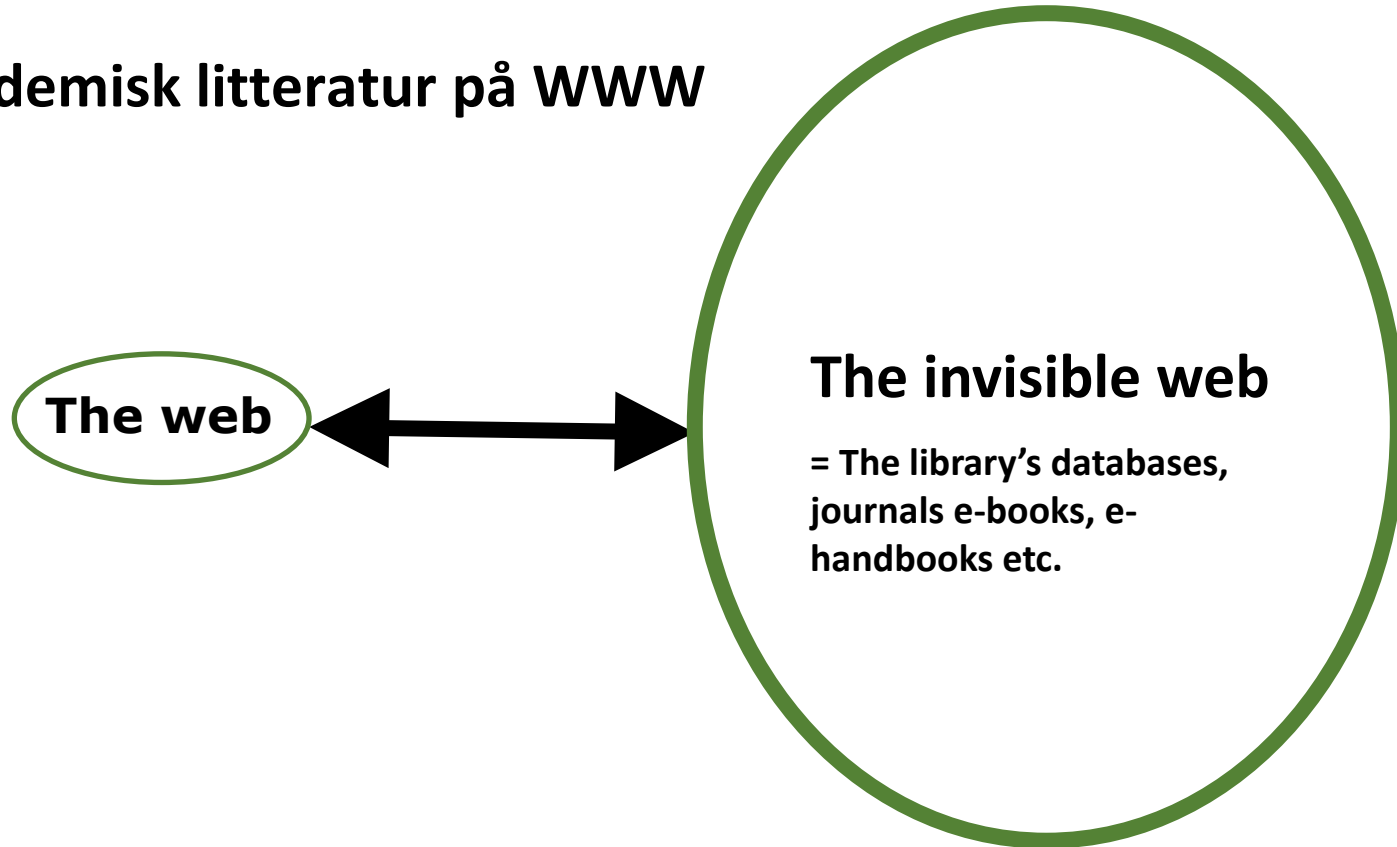 demisk litteratur på WWW
The web
The invisible web
= The library’s databases,
journals e-books, e-
handbooks etc.